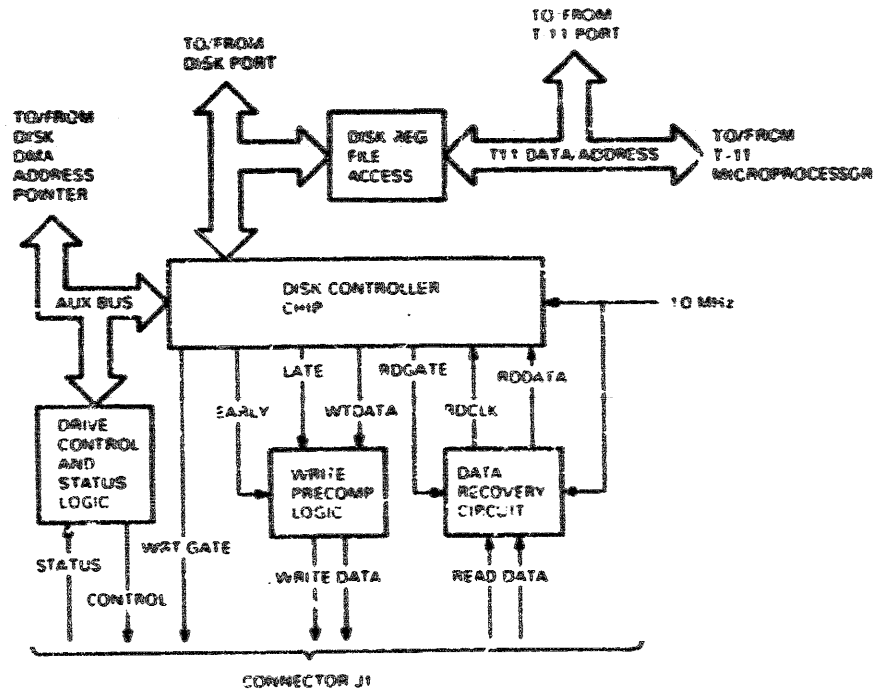 TO/FROM
T-11 PORT
TO/FROM
DISK PORT
TO/FROM
DISK
DMA
ADDRESS
POINTER
DISK REG
FILE
ACCESS
T11 DATA/ADDRESS
TO/FROM
T-11
MICROPROCESSOR
AUX BUS
DISK CONTROLLER
CHIP
10 MHz
LATE
RDGATE
RDDATA
EARLY
WTDATA
RDCLK
DRIVE
CONTROL
AND
STATUS
LOGIC
WRITE
PRECOMP
LOGIC
DATA
RECOVERY
CIRCUIT
STATUS
WRT GATE
WRITE DATA
READ DATA
CONTROL
CONNECTOR J1